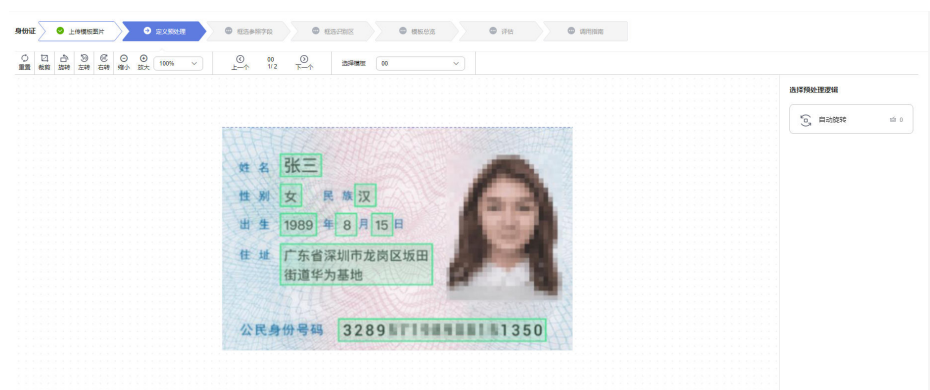 身份证 上传模板图片 定义预处理 框选参照字段 框选识别区 模板总览 评估 调用指南
重置 裁剪 旋转 左转 右转 缩小 放大 100% 上一个 00 1/ 2 下一个 选择模板 00
选择预处理逻辑
自动旋转
姓 名 张三
性 别 女 民 族 汉
出 生 1989 年 8 月 15 日
住 址 广东省深圳市龙岗区坂田
街道华为基地
公民身份号码 3289 1350